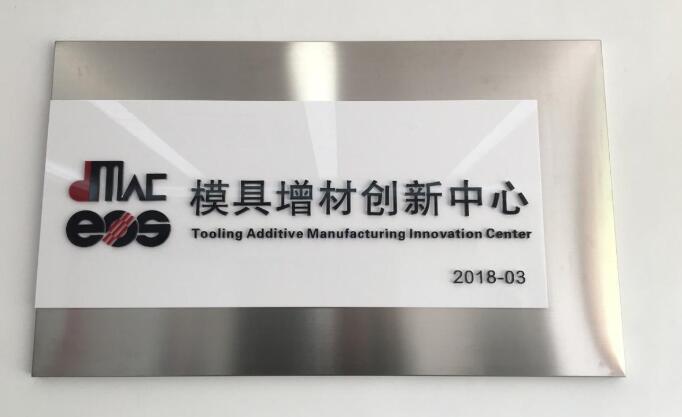 dMAC
eos
模具增材创新中心
Tooling Additive Manufacturing Innovation Center
2018-03